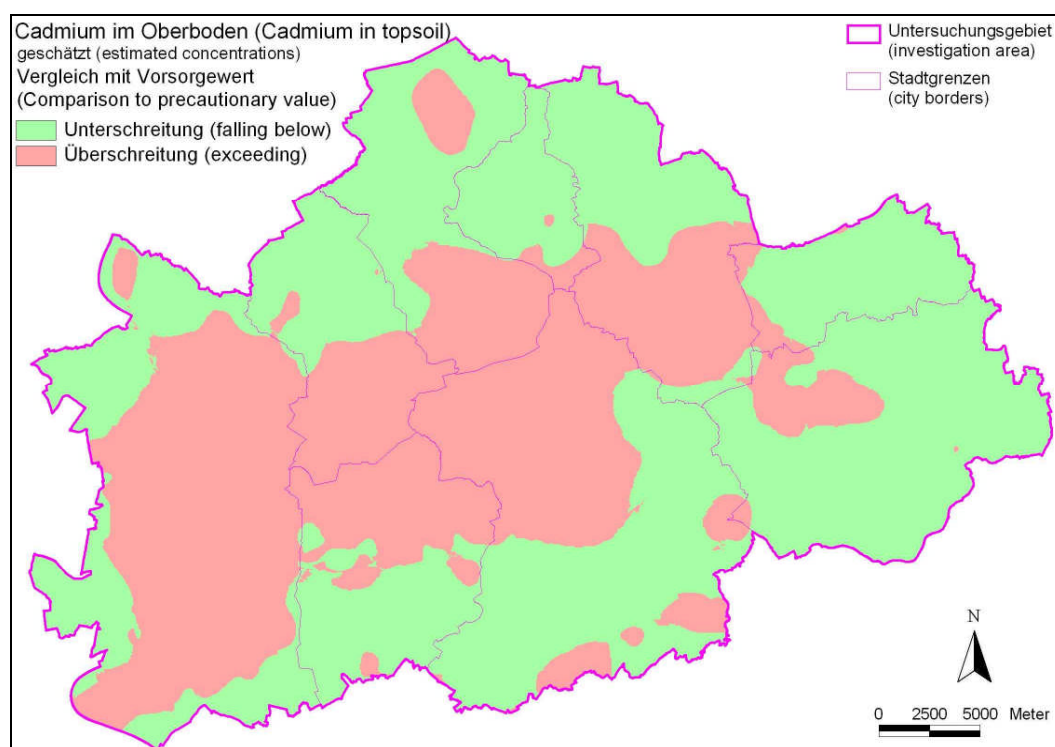 Cadmium im Oberboden (Cadmium in topsoil)
geschätzt (estimated concentrations)
Vergleich mit Vorsorgewert
(Comparison to precautionary value)
Unterschreitung (falling below)
Überschreitung (exceeding)
Untersuchungsgebiet
(investigation area)
Stadtgrenzen
(city borders)
N
0 2500 5000 Meter